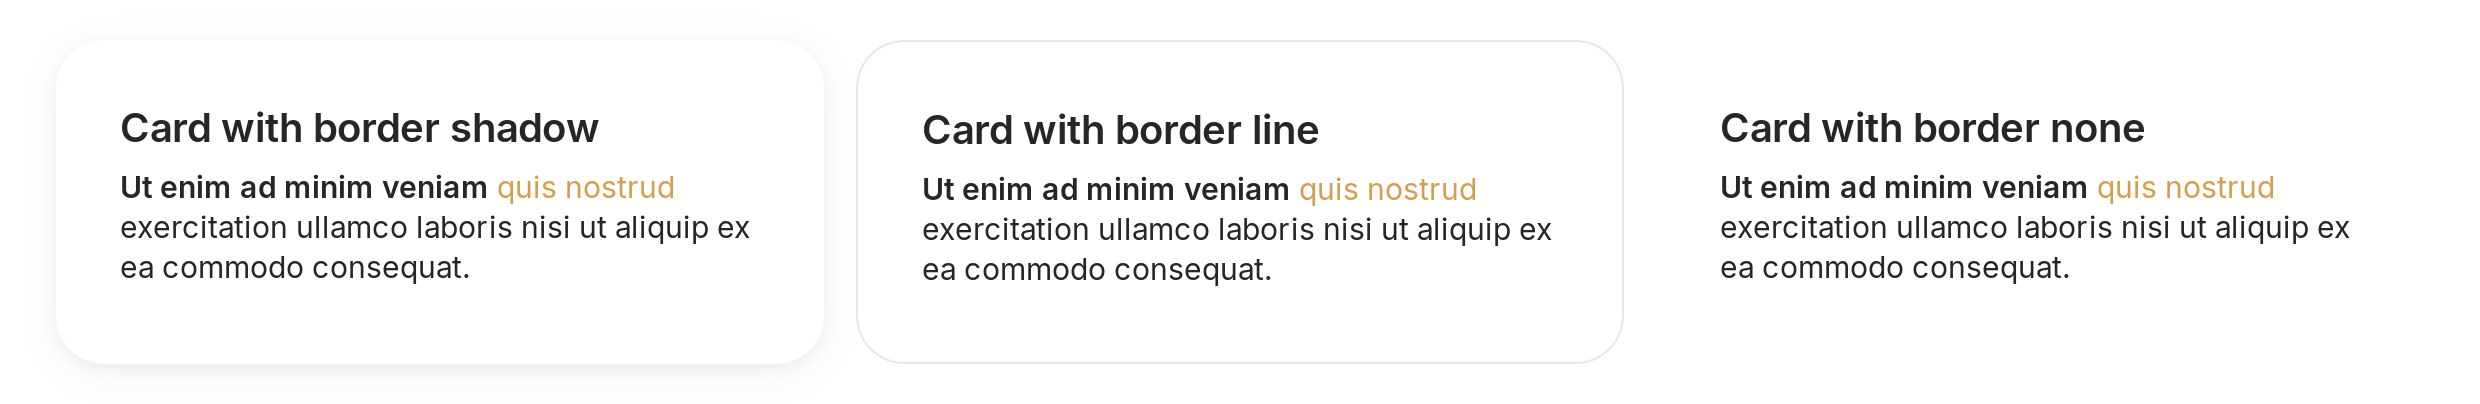 Card with border shadow
Ut enim ad minim veniam quis nostrud
exercitation ullamco laboris nisi ut aliquip ex
ea commodo consequat.
Card with border line
Ut enim ad minim veniam quis nostrud
exercitation ullamco laboris nisi ut aliquip ex
ea commodo consequat.
Card with border none
Ut enim ad minim veniam quis nostrud
exercitation ullamco laboris nisi ut aliquip ex
ea commodo consequat.